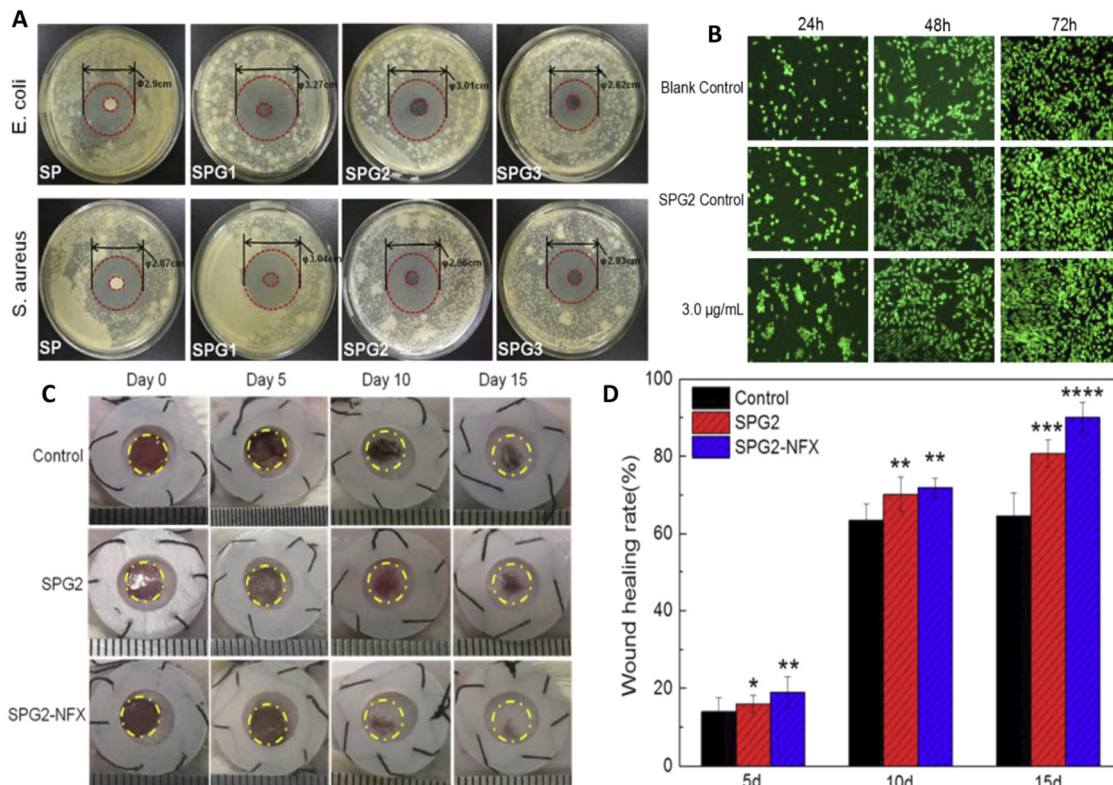 A
E. coli
Φ2.9cm
φ3.27cm
φ3.01cm
φ2.82cm
SP
SPG1
SPG2
SPG3
S. aureus
φ2.87cm
φ3.04cm
φ2.96cm
φ2.83cm
SP
SPG1
SPG2
SPG3
B
24h
48h
72h
Blank Control
SPG2 Control
3.0 µg/mL
C
Day 0
Day 5
Day 10
Day 15
Control
SPG2
SPG2-NFX
D
Wound healing rate(%)
100
80
60
40
20
0
Control
SPG2
SPG2-NFX
*
**
**
**
***
****
5d
10d
15d